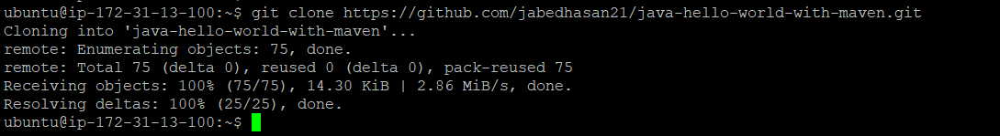 ubuntu@ip-172-31-13-100:~$ git clone https://github.com/jabedhasan21/java-hello-world-with-maven.git
Cloning into 'java-hello-world-with-maven'...
remote: Enumerating objects: 75, done.
remote: Total 75 (delta 0), reused 0 (delta 0), pack-reused 75
Receiving objects: 100% (75/75), 14.30 KiB | 2.86 MiB/s, done.
Resolving deltas: 100% (25/25), done.
ubuntu@ip-172-31-13-100:~$